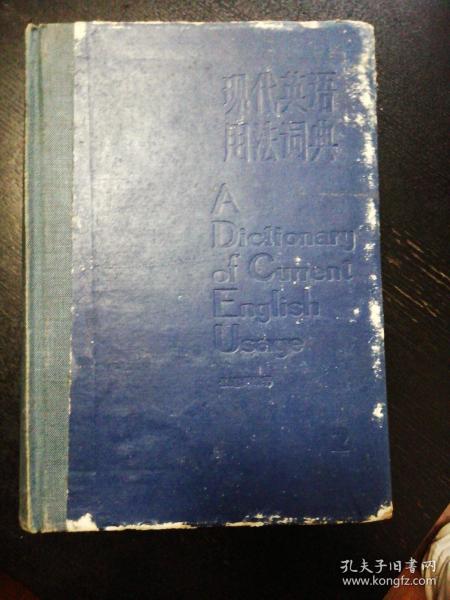 现代英语
用法词典
A
Dictionary
of Current
English
Usage
2
孔夫子旧书网
www.kongfz.com